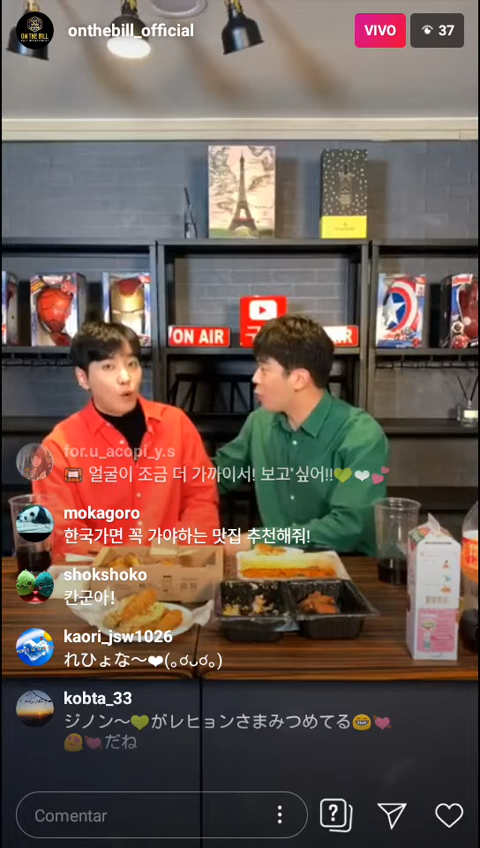 onthebill_official
VIVO
37
ON THE BILL
ON AIR
for.u_acopi_y.s
🎞️ 얼굴이 조금 더 가까이서! 보고싶어!!💚❤💕
mokagoro
한국가면 꼭 가야하는 맛집 추천해줘!
shokshoko
칸군아!
kaori_jsw1026
れひょな〜❤(｡ơ ᴗ ơ｡)
kobta_33
ジノン〜💚がレヒョンさまみつめてる🤓💘
😍💘だね
Comentar